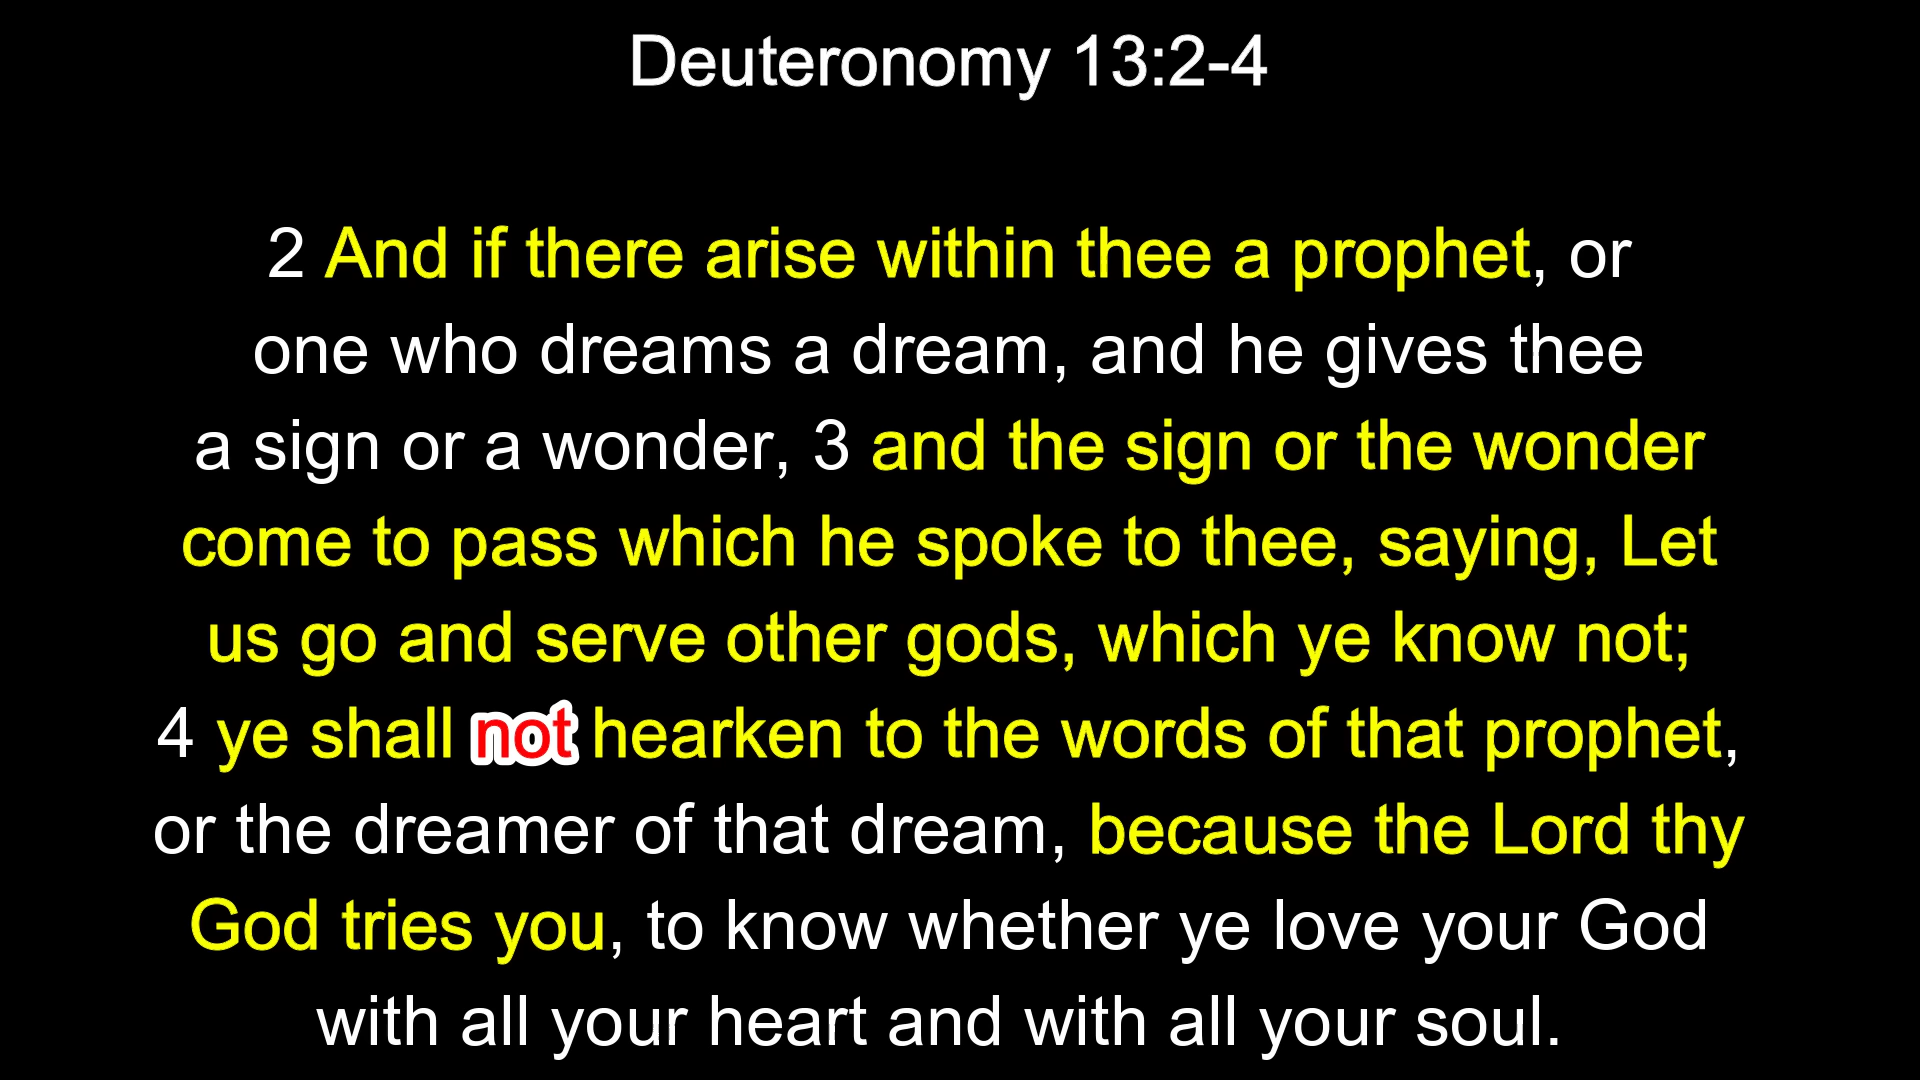 Deuteronomy 13:2-4
2 And if there arise within thee a prophet, or
one who dreams a dream, and he gives thee
a sign or a wonder, 3 and the sign or the wonder
come to pass which he spoke to thee, saying, Let
us go and serve other gods, which ye know not;
4 ye shall not hearken to the words of that prophet,
or the dreamer of that dream, because the Lord thy
God tries you, to know whether ye love your God
with all your heart and with all your soul.